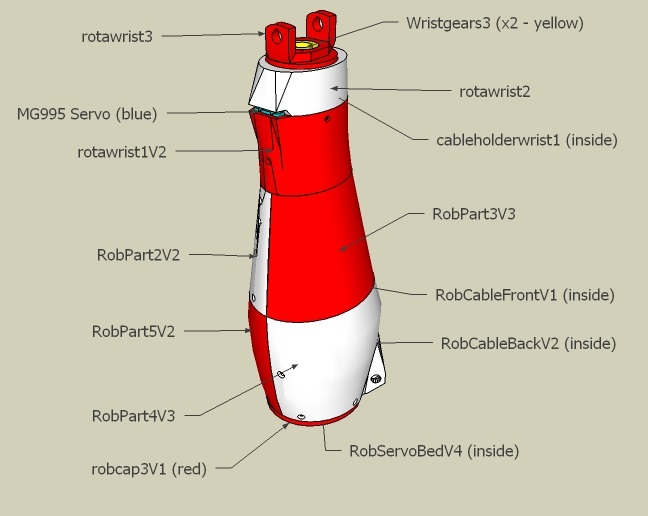 Wristgears3 (x2 - yellow)
rotawrist3
rotawrist2
MG995 Servo (blue)
cableholderwrist1 (inside)
rotawrist1V2
RobPart3V3
RobPart2V2
RobCableFrontV1 (inside)
RobPart5V2
RobCableBackV2 (inside)
RobPart4V3
RobServoBedV4 (inside)
robcap3V1 (red)